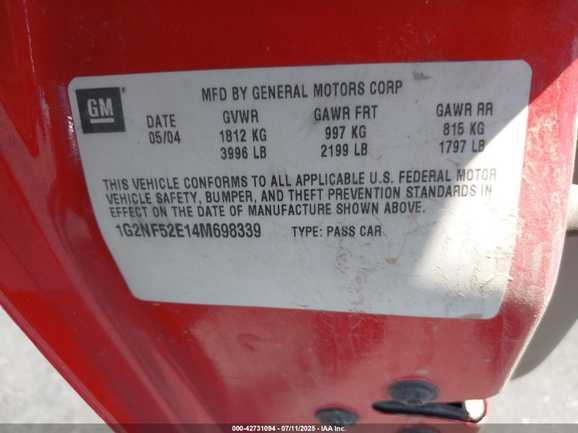 GM
MFD BY GENERAL MOTORS CORP
DATE GVWR GAWR FRT GAWR RR
05/04 1812 KG 997 KG 815 KG
3996 LB 2199 LB 1797 LB
THIS VEHICLE CONFORMS TO ALL APPLICABLE U.S. FEDERAL MOTOR
VEHICLE SAFETY, BUMPER, AND THEFT PREVENTION STANDARDS IN
EFFECT ON THE DATE OF MANUFACTURE SHOWN ABOVE.
1G2NF52E14M698339 TYPE: PASS CAR
000-42731094 07/11/2025 IAA Inc.